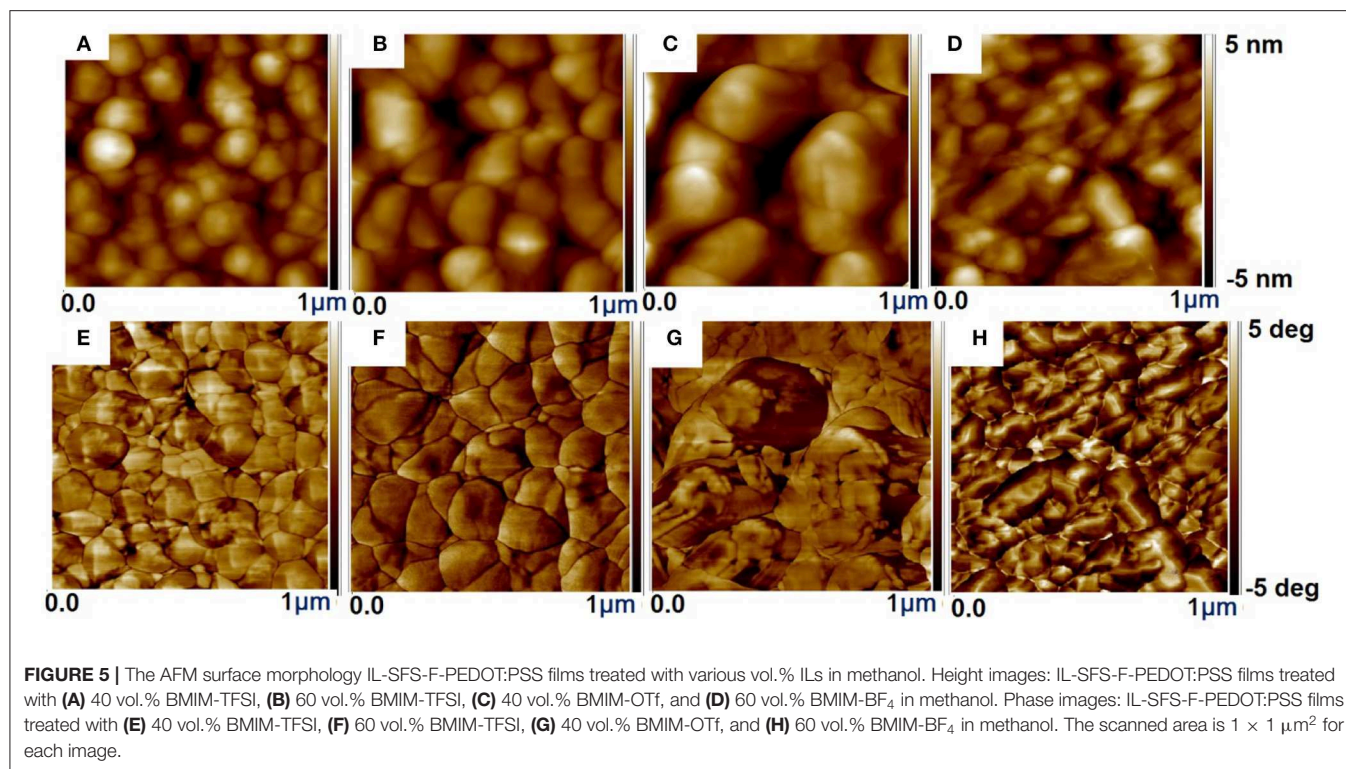 A
B
C
D
5 nm
-5 nm
0.0 1µm 0.0 1µm 0.0 1µm 0.0 1µm
E
F
G
H
5 deg
-5 deg
0.0 1µm 0.0 1µm 0.0 1µm 0.0 1µm
FIGURE 5 | The AFM surface morphology IL-SFS-F-PEDOT:PSS films treated with various vol.% ILs in methanol. Height images: IL-SFS-F-PEDOT:PSS films treated
with (A) 40 vol.% BMIM-TFSI, (B) 60 vol.% BMIM-TFSI, (C) 40 vol.% BMIM-OTf, and (D) 60 vol.% BMIM-BF₄ in methanol. Phase images: IL-SFS-F-PEDOT:PSS films
treated with (E) 40 vol.% BMIM-TFSI, (F) 60 vol.% BMIM-TFSI, (G) 40 vol.% BMIM-OTf, and (H) 60 vol.% BMIM-BF₄ in methanol. The scanned area is 1 × 1 µm² for
each image.